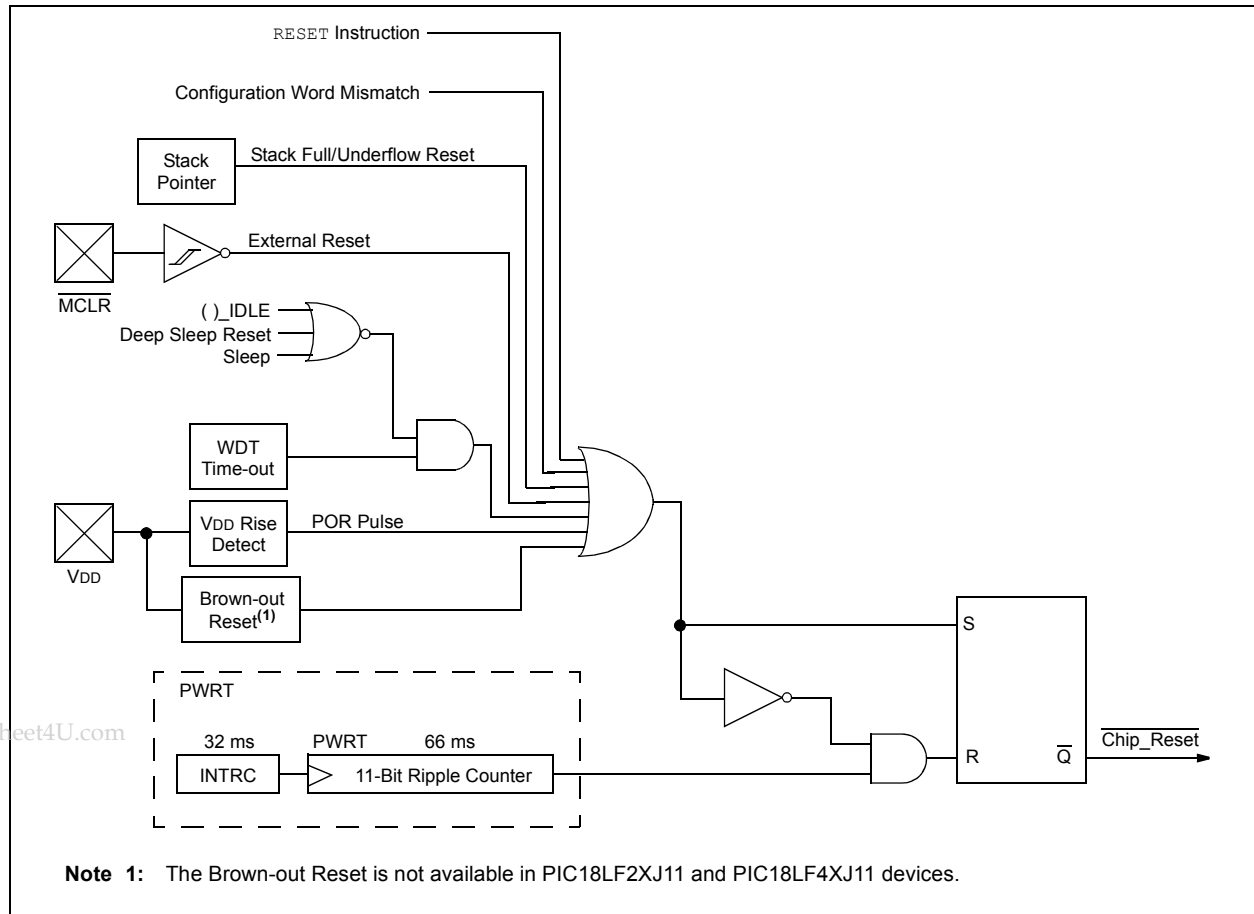 RESET Instruction
Configuration Word Mismatch
Stack
Pointer
Stack Full/Underflow Reset
External Reset
MCLR
( )_IDLE
Deep Sleep Reset
Sleep
WDT
Time-out
VDD
VDD Rise
Detect
POR Pulse
Brown-out
Reset(1)
S
R
Q
Chip_Reset
PWRT
32 ms
PWRT
66 ms
INTRC
11-Bit Ripple Counter
heet4U.com
Note 1: The Brown-out Reset is not available in PIC18LF2XJ11 and PIC18LF4XJ11 devices.